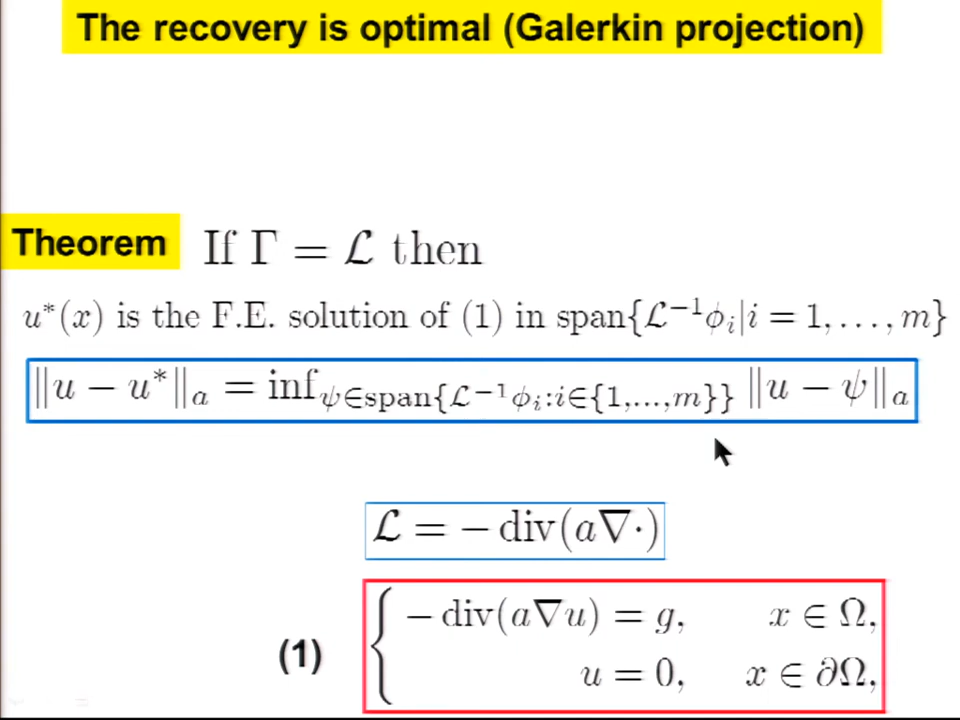 The recovery is optimal (Galerkin projection)
Theorem If Γ = ℒ then
u*(x) is the F.E. solution of (1) in span{ℒ⁻¹ϕᵢ|i = 1, . . . , m}
‖u − u*‖ₐ = inf_{ψ∈span{ℒ⁻¹ϕᵢ:i∈{1,...,m}}} ‖u − ψ‖ₐ
ℒ = − div(a∇·)
(1) { − div(a∇u) = g, x ∈ Ω,
u = 0, x ∈ ∂Ω,